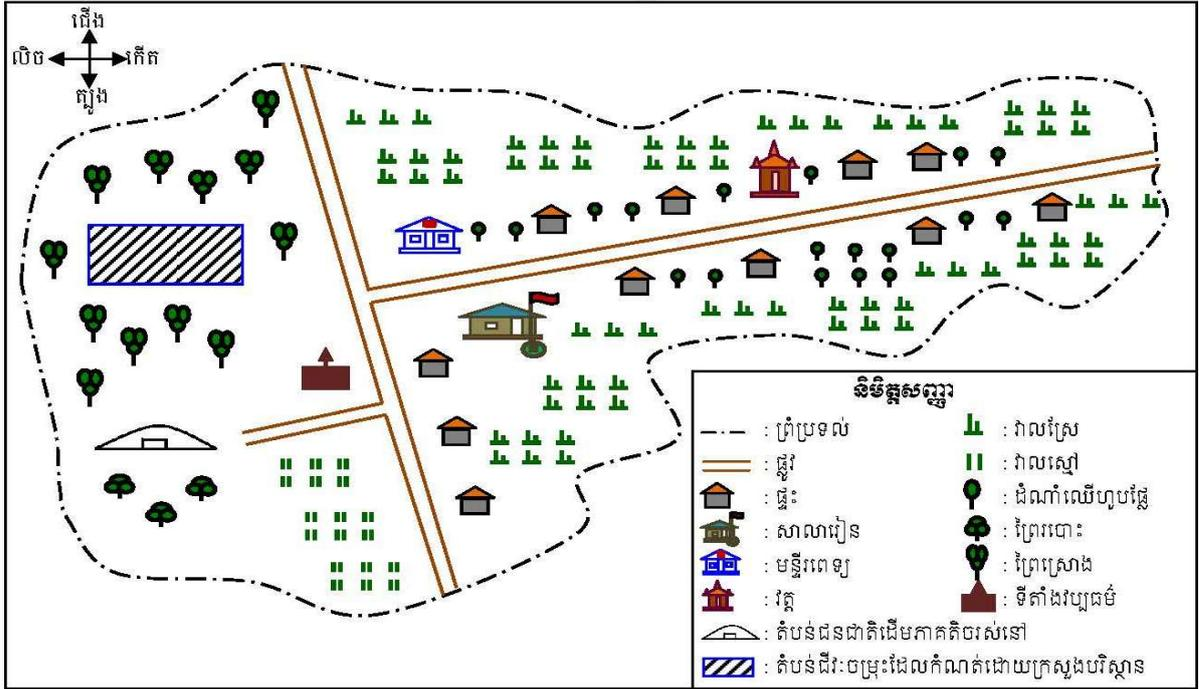 ជើង
លិច កើត
ត្បូង
និមិត្តសញ្ញា
: ព្រំប្រទល់
: ផ្លូវ
: ផ្ទះ
: សាលារៀន
: មន្ទីរពេទ្យ
: វត្ត
: តំបន់ជនជាតិដើមភាគតិចរស់នៅ
: តំបន់ជីវៈចម្រុះដែលកំណត់ដោយក្រសួងបរិស្ថាន
: វាលស្រែ
: វាលស្មៅ
: ដំណាំឈើហូបផ្លែ
: ព្រៃរបោះ
: ព្រៃស្រោង
: ទីតាំងវប្បធម៌